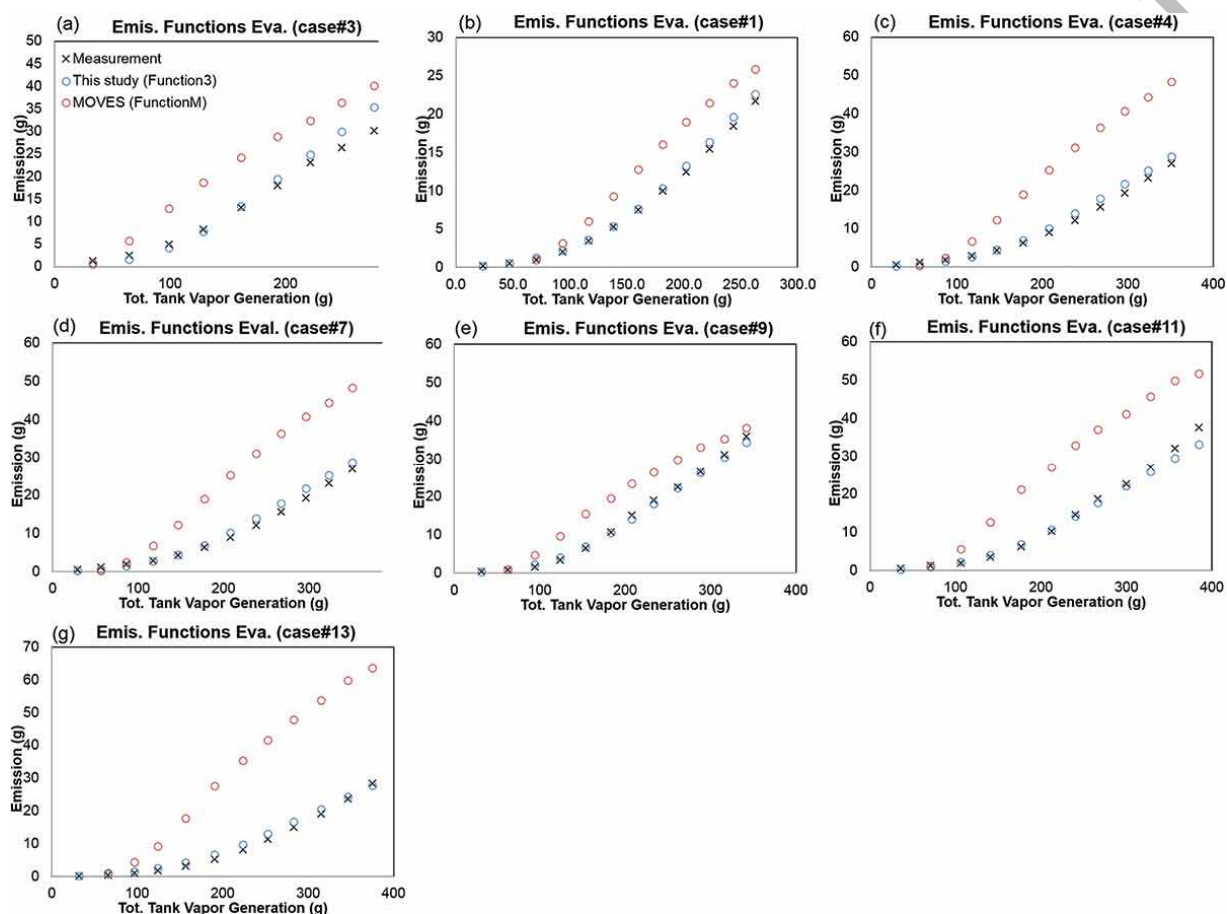 (a) Emis. Functions Eva. (case#3)
50
45
40
35
30
25
20
15
10
5
0
Emission (g)
× Measurement
○ This study (Function3)
○ MOVES (FunctionM)
0 100 200
Tot. Tank Vapor Generation (g)
(b) Emis. Functions Eva. (case#1)
30
25
20
15
10
5
0
Emission (g)
0.0 50.0 100.0 150.0 200.0 250.0 300.0
Tot. Tank Vapor Generation (g)
(c) Emis. Functions Eva. (case#4)
60
50
40
30
20
10
0
Emission (g)
0 100 200 300 400
Tot. Tank Vapor Generation (g)
(d) Emis. Functions Eval. (case#7)
60
50
40
30
20
10
0
Emission (g)
0 100 200 300
Tot. Tank Vapor Generation (g)
(e) Emis. Functions Eva. (case#9)
60
50
40
30
20
10
0
Emission (g)
0 100 200 300 400
Tot. Tank Vapor Generation (g)
(f) Emis. Functions Eva. (case#11)
60
50
40
30
20
10
0
Emission (g)
0 100 200 300 400
Tot. Tank Vapor Generation (g)
(g) Emis. Functions Eva. (case#13)
70
60
50
40
30
20
10
0
Emission (g)
0 100 200 300 400
Tot. Tank Vapor Generation (g)